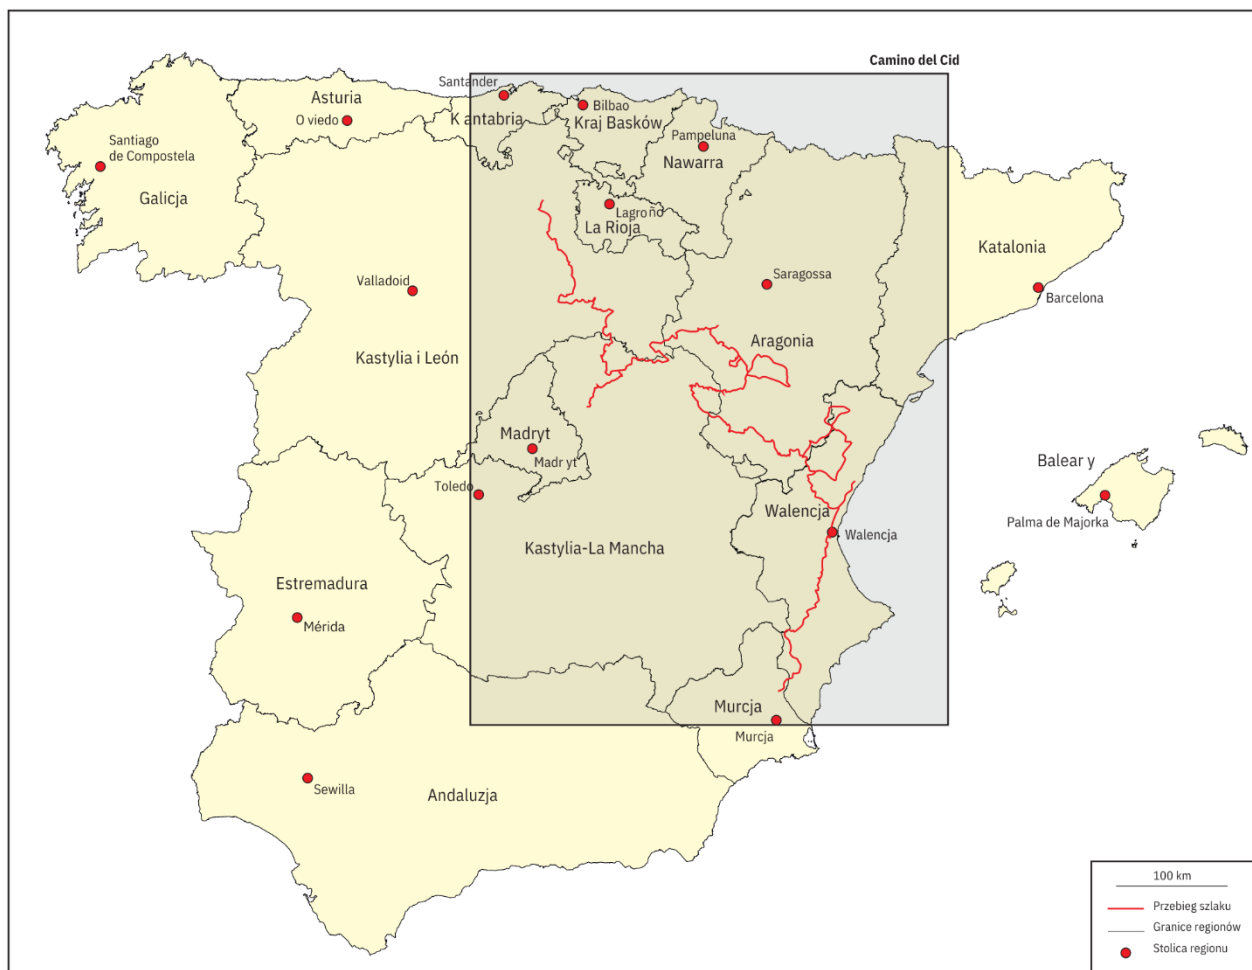 Camino del Cid
Santander
Asturia
Bilbao
O viedo
K antabria
Kraj Basków
Santiago
de Compostela
Pampeluna
Nawarra
Galicja
Lagroño
La Rioja
Katalonia
Valladoid
Saragossa
Barcelona
Aragonia
Kastylia i León
Madryt
Madr yt
Balear y
Toledo
Palma de Majorka
Walencja
Walencja
Kastylia-La Mancha
Estremadura
Mérida
Murcja
Murcja
Sewilla
Andaluzja
100 km
Przebieg szlaku
Granice regionów
Stolica regionu